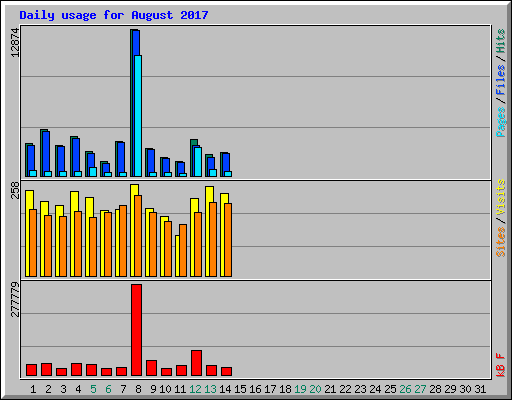 Daily usage for August 2017
12874
Pages / Files / Hits
258
Sites / Visits
277779
kB F
1 2 3 4 5 6 7 8 9 10 11 12 13 14 15 16 17 18 19 20 21 22 23 24 25 26 27 28 29 30 31